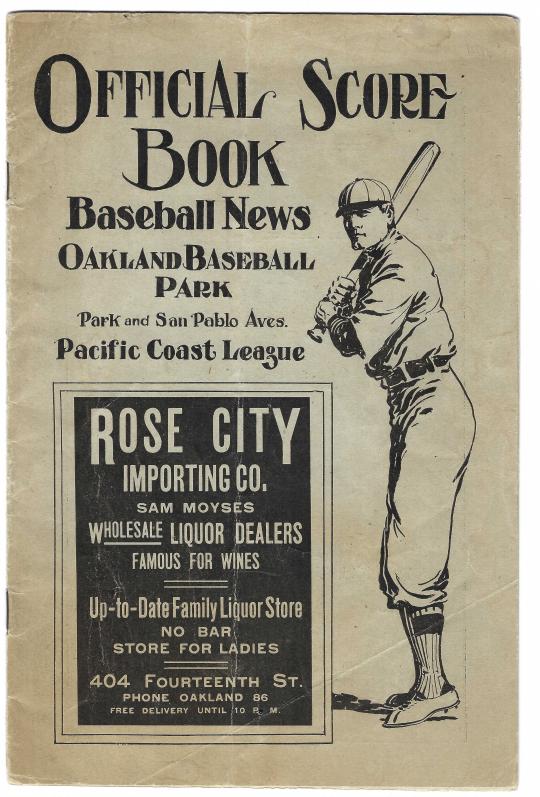 OFFICIAL SCORE
BOOK
Baseball News
OAKLAND BASEBALL
PARK
Park and San Pablo Aves.
Pacific Coast League
ROSE CITY
IMPORTING CO.
SAM MOYSES
WHOLESALE LIQUOR DEALERS
FAMOUS FOR WINES
Up-to-Date Family Liquor Store
NO BAR
STORE FOR LADIES
404 FOURTEENTH ST.
PHONE OAKLAND 86
FREE DELIVERY UNTIL 10 P. M.